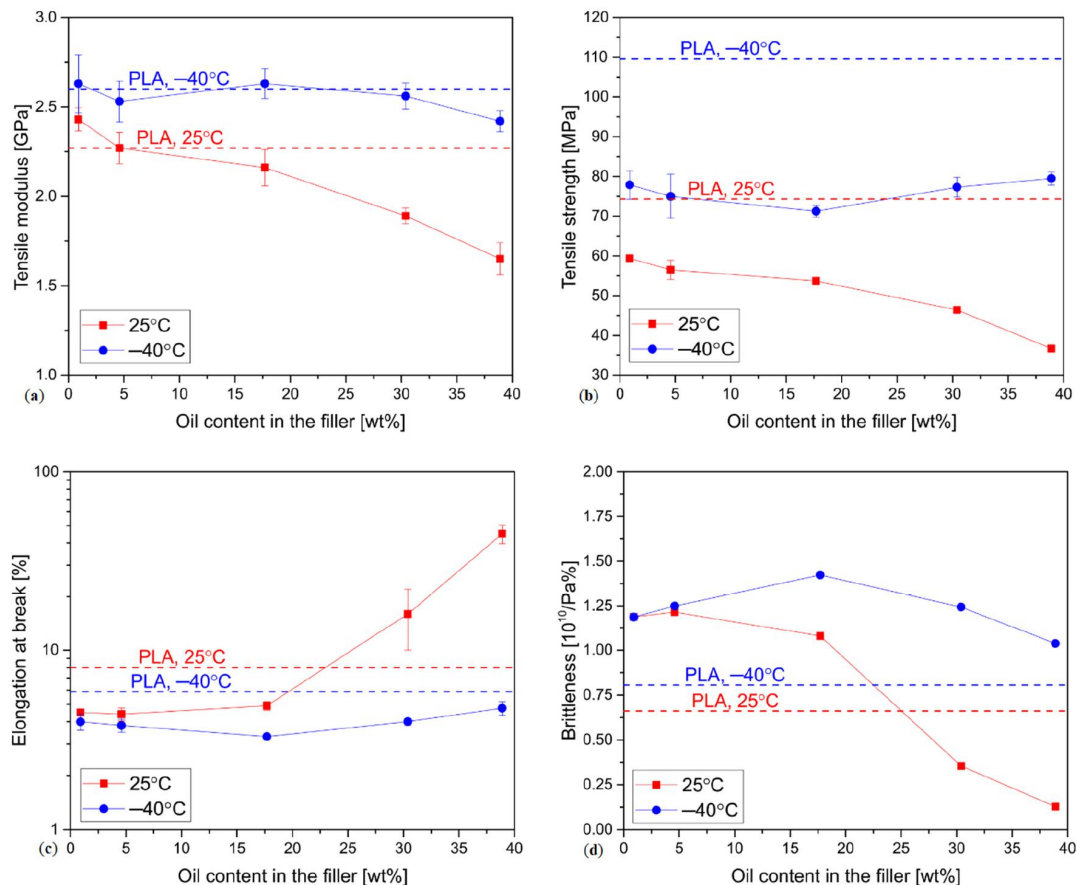 3.0
2.5
2.0
1.5
1.0
Tensile modulus [GPa]
PLA, —40°C
PLA, 25°C
25°C
—40°C
(a)
0 5 10 15 20 25 30 35 40
Oil content in the filler [wt%]
120
110
100
90
80
70
60
50
40
30
Tensile strength [MPa]
PLA, —40°C
PLA, 25°C
25°C
—40°C
(b)
0 5 10 15 20 25 30 35 40
Oil content in the filler [wt%]
100
10
1
Elongation at break [%]
PLA, 25°C
PLA, —40°C
25°C
—40°C
(c)
0 5 10 15 20 25 30 35 40
Oil content in the filler [wt%]
2.00
1.75
1.50
1.25
1.00
0.75
0.50
0.25
0.00
Brittleness [10¹⁰/Pa%]
PLA, —40°C
PLA, 25°C
25°C
—40°C
(d)
0 5 10 15 20 25 30 35 40
Oil content in the filler [wt%]